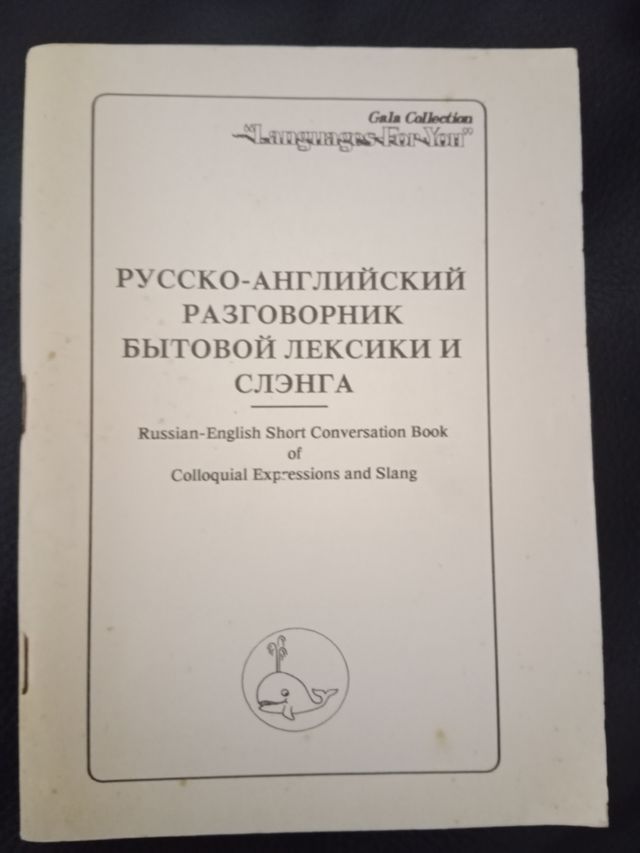 Gala Collection
"Languages-For-You"
РУССКО-АНГЛИЙСКИЙ
РАЗГОВОРНИК
БЫТОВОЙ ЛЕКСИКИ И
СЛЭНГА
Russian-English Short Conversation Book
of
Colloquial Expressions and Slang